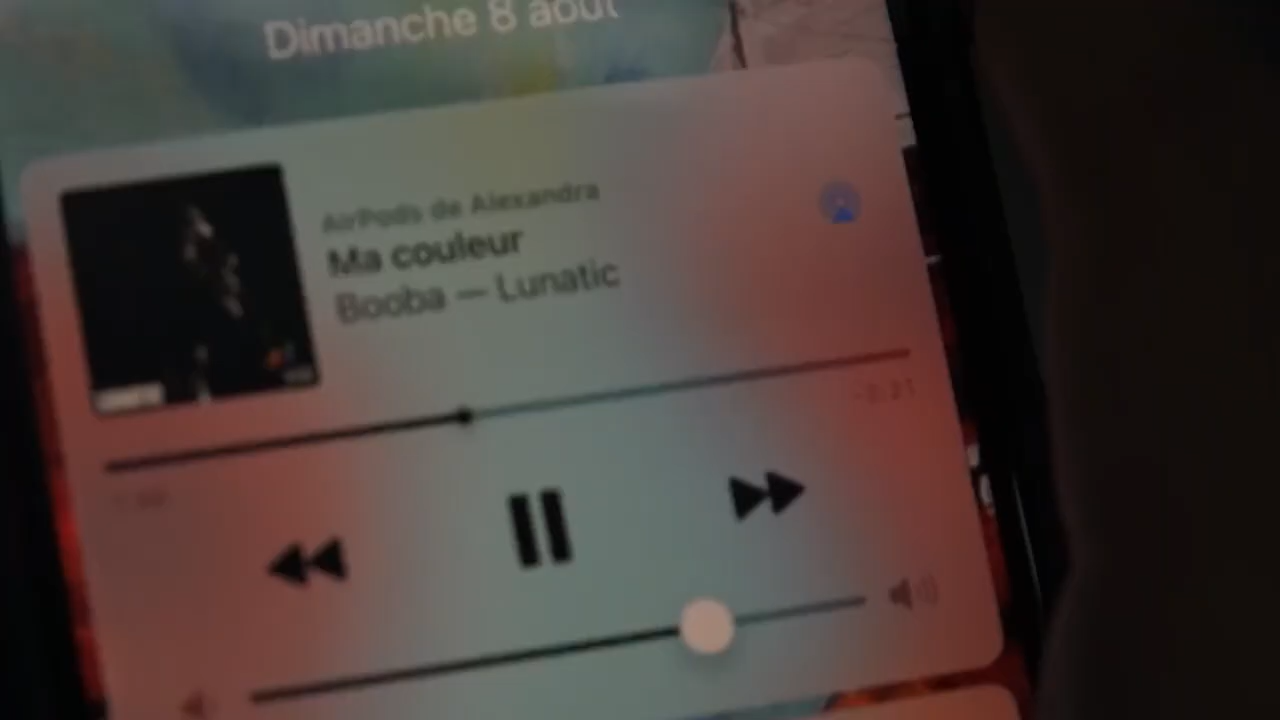 Dimanche 8 août
AirPods de Alexandra
Ma couleur
Booba — Lunatic